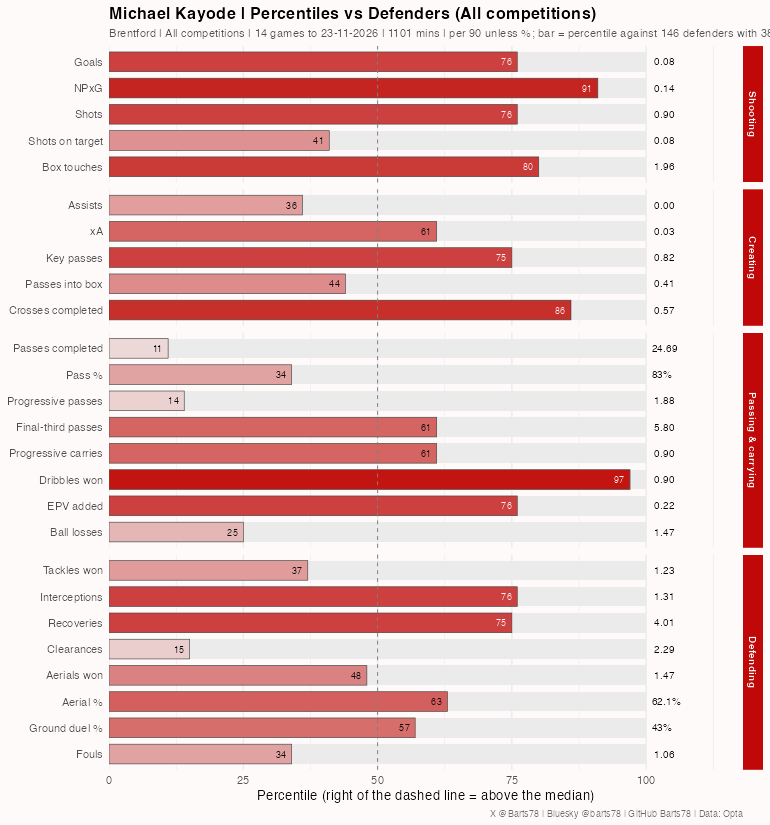 Michael Kayode | Percentiles vs Defenders (All competitions)
Brentford | All competitions | 14 games to 23-11-2026 | 1101 mins | per 90 unless %; bar = percentile against 146 defenders with 38
Goals 76 0.08
NPxG 91 0.14
Shots 76 0.90
Shots on target 41 0.08
Box touches 80 1.96
Shooting
Assists 36 0.00
xA 61 0.03
Key passes 75 0.82
Passes into box 44 0.41
Crosses completed 86 0.57
Creating
Passes completed 11 24.69
Pass % 34 83%
Progressive passes 14 1.88
Final-third passes 61 5.80
Progressive carries 61 0.90
Dribbles won 97 0.90
EPV added 76 0.22
Ball losses 25 1.47
Passing & carrying
Tackles won 37 1.23
Interceptions 76 1.31
Recoveries 75 4.01
Clearances 15 2.29
Aerials won 48 1.47
Aerial % 63 62.1%
Ground duel % 57 43%
Fouls 34 1.06
Defending
0 25 50 75 100
Percentile (right of the dashed line = above the median)
X @Barts78 | Bluesky @barts78 | GitHub Barts78 | Data: Opta